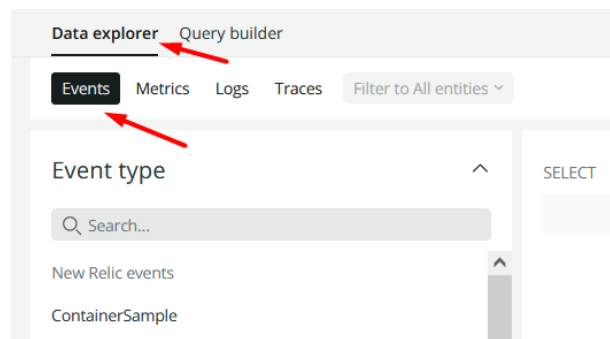 Data explorer Query builder
Events Metrics Logs Traces Filter to All entities
Event type
SELECT
Search...
New Relic events
ContainerSample